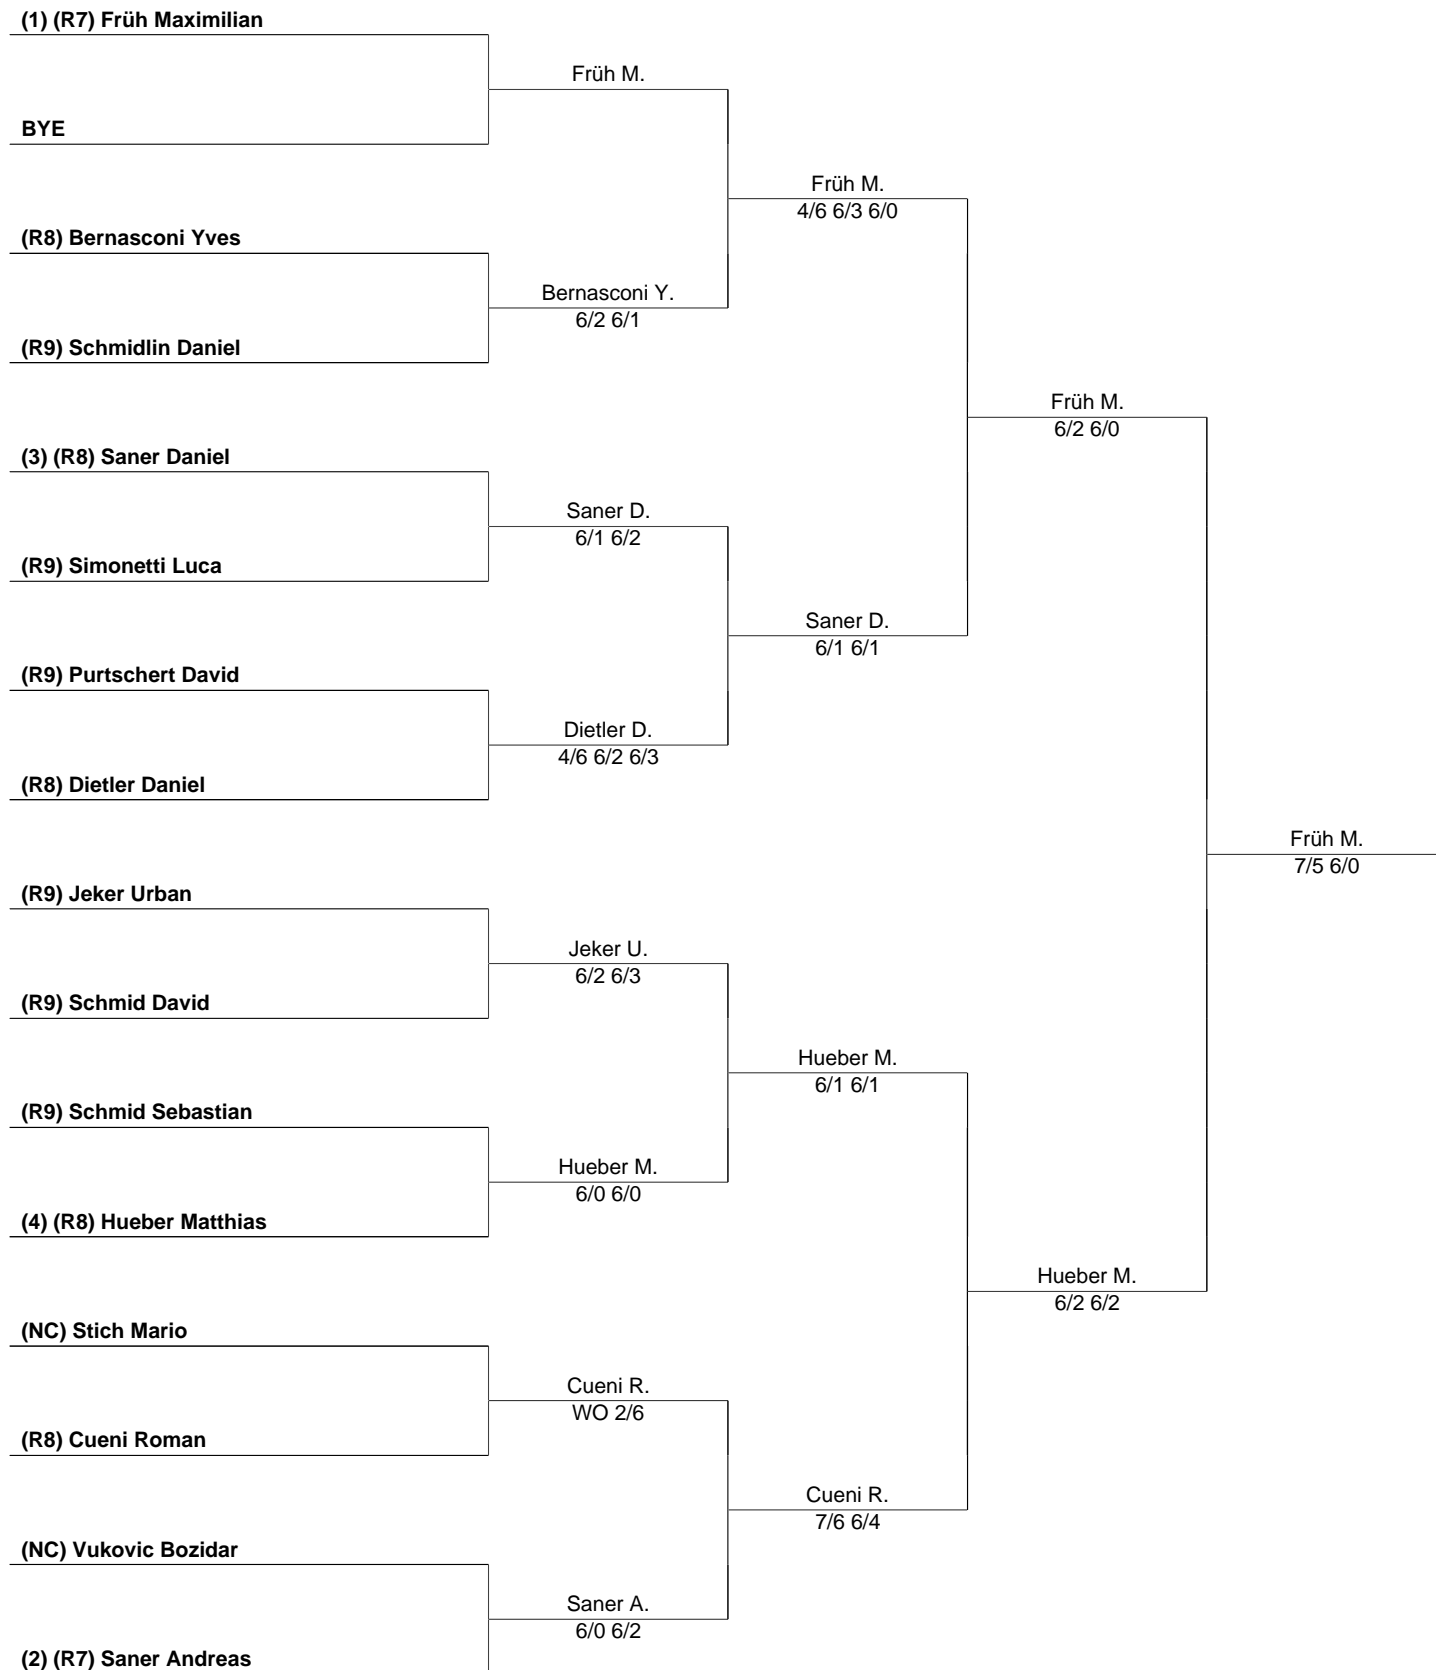 (1) (R7) Früh Maximilian
Früh M.
BYE
Früh M.
4/6 6/3 6/0
(R8) Bernasconi Yves
Bernasconi Y.
6/2 6/1
(R9) Schmidlin Daniel
Früh M.
6/2 6/0
(3) (R8) Saner Daniel
Saner D.
6/1 6/2
(R9) Simonetti Luca
Saner D.
6/1 6/1
(R9) Purtschert David
Dietler D.
4/6 6/2 6/3
(R8) Dietler Daniel
Früh M.
7/5 6/0
(R9) Jeker Urban
Jeker U.
6/2 6/3
(R9) Schmid David
Hueber M.
6/1 6/1
(R9) Schmid Sebastian
Hueber M.
6/0 6/0
(4) (R8) Hueber Matthias
Hueber M.
6/2 6/2
(NC) Stich Mario
Cueni R.
WO 2/6
(R8) Cueni Roman
Cueni R.
7/6 6/4
(NC) Vukovic Bozidar
Saner A.
6/0 6/2
(2) (R7) Saner Andreas